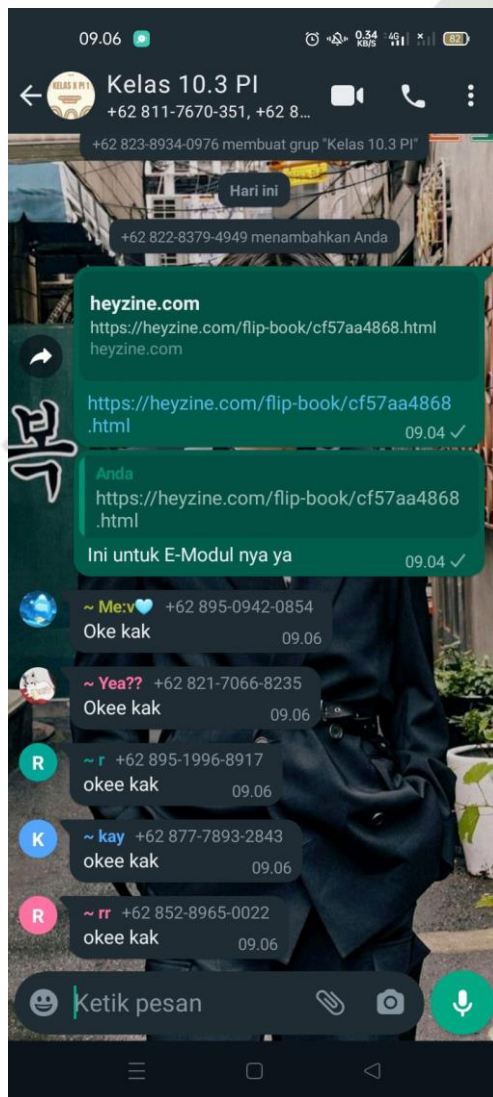 09.06
0.34
KB/S
4G
82
KELAS X PI 1
Kelas 10.3 PI
+62 811-7670-351, +62 8...
+62 823-8934-0976 membuat grup "Kelas 10.3 PI"
Hari ini
+62 822-8379-4949 menambahkan Anda
heyzine.com
https://heyzine.com/flip-book/cf57aa4868.html
heyzine.com
https://heyzine.com/flip-book/cf57aa4868
.html
09.04
복
Anda
https://heyzine.com/flip-book/cf57aa4868
.html
Ini untuk E-Modul nya ya
09.04
~ Me:v🩵 +62 895-0942-0854
Oke kak
09.06
~ Yea?? +62 821-7066-8235
Okee kak
09.06
R
~ r +62 895-1996-8917
okee kak
09.06
K
~ kay +62 877-7893-2843
okee kak
09.06
R
~ rr +62 852-8965-0022
okee kak
09.06
Ketik pesan